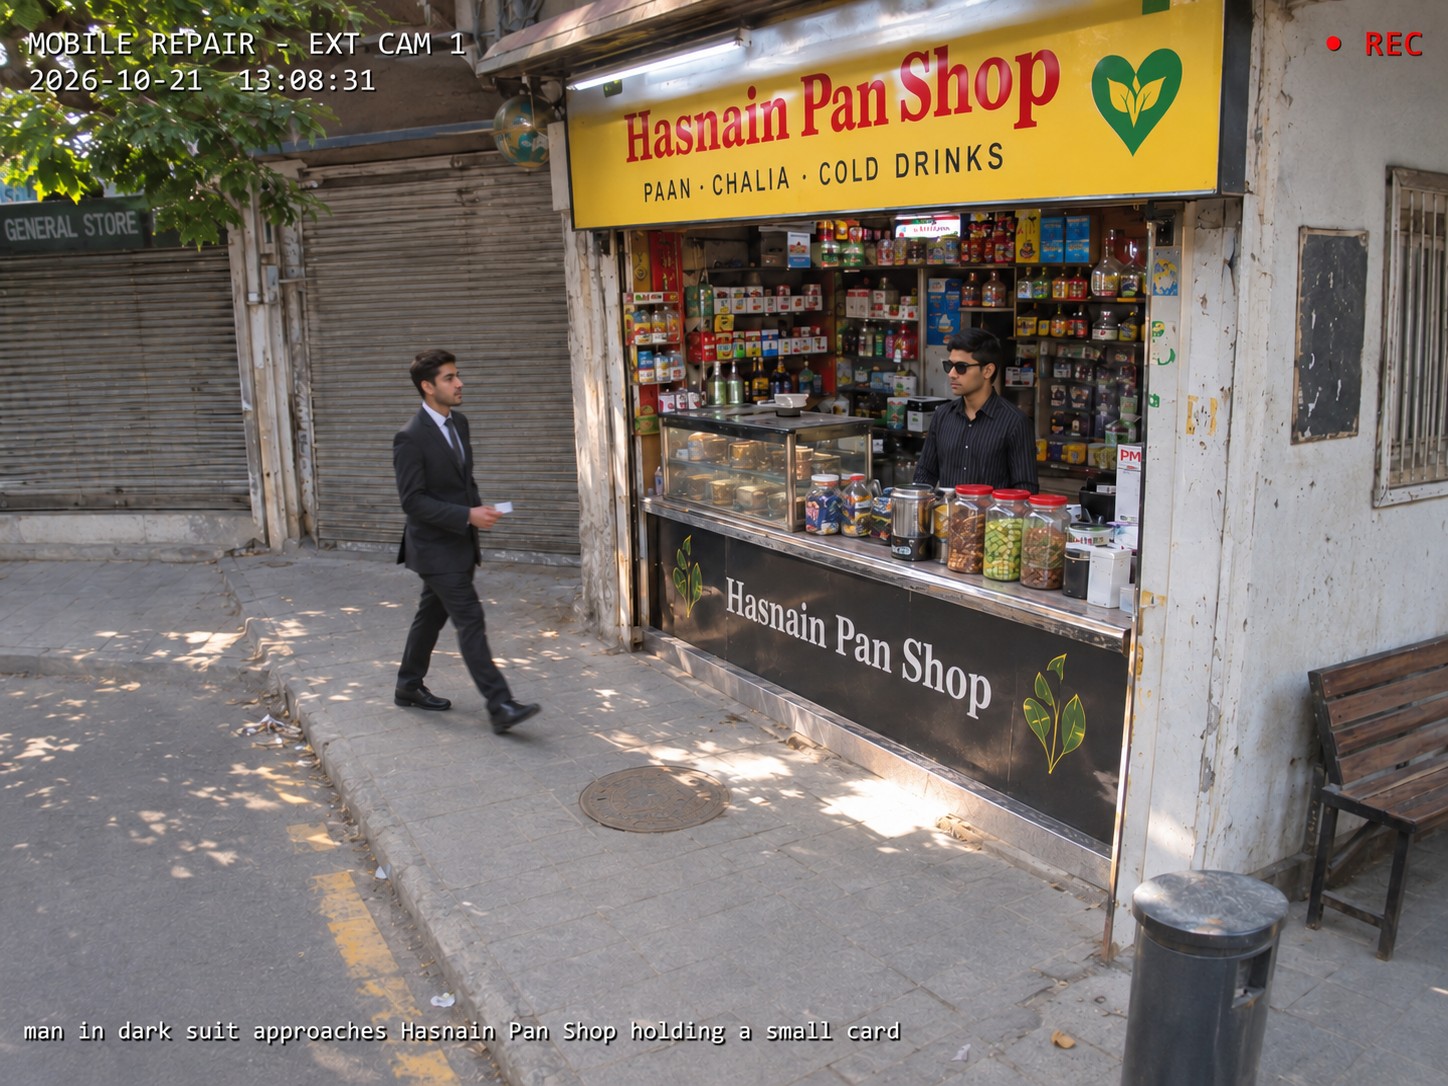 MOBILE REPAIR - EXT CAM 1
2026-10-21 13:08:31
● REC
Hasnain Pan Shop
PAAN · CHALIA · COLD DRINKS
GENERAL STORE
PM
Hasnain Pan Shop
man in dark suit approaches Hasnain Pan Shop holding a small card